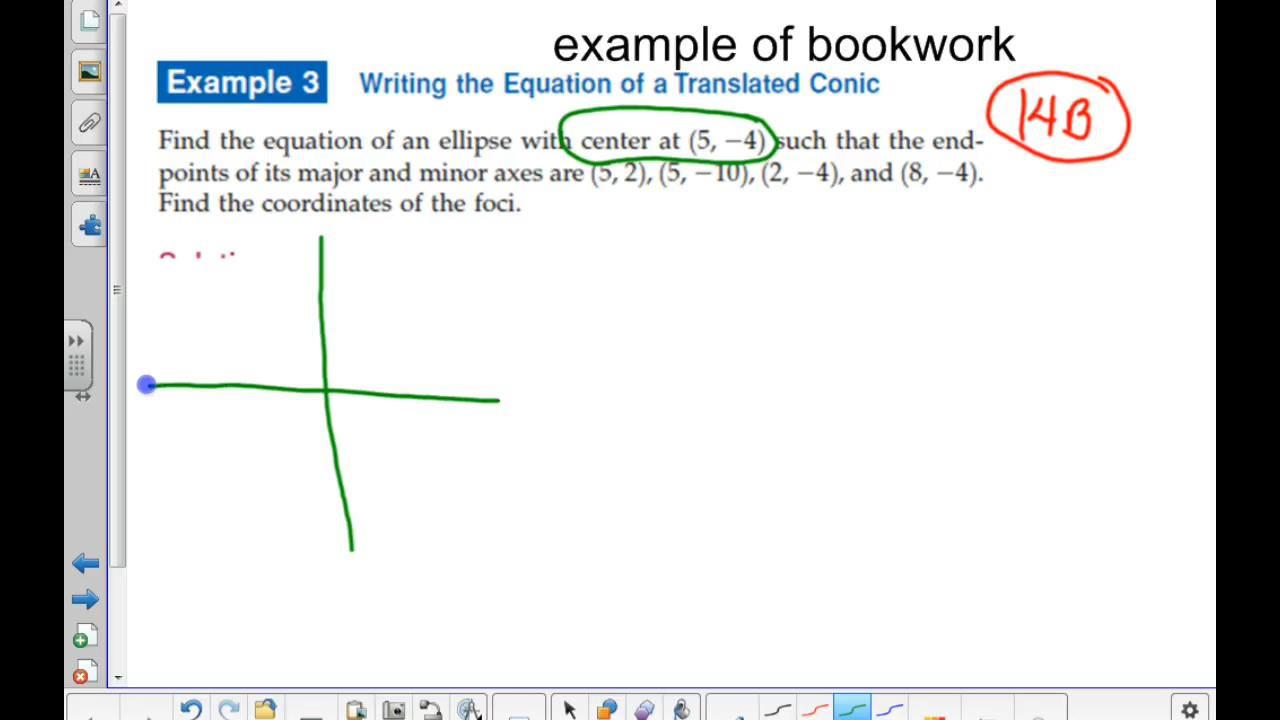 example of bookwork
Example 3 Writing the Equation of a Translated Conic
14B
Find the equation of an ellipse with center at (5, −4) such that the end-
points of its major and minor axes are (5, 2), (5, −10), (2, −4), and (8, −4).
Find the coordinates of the foci.